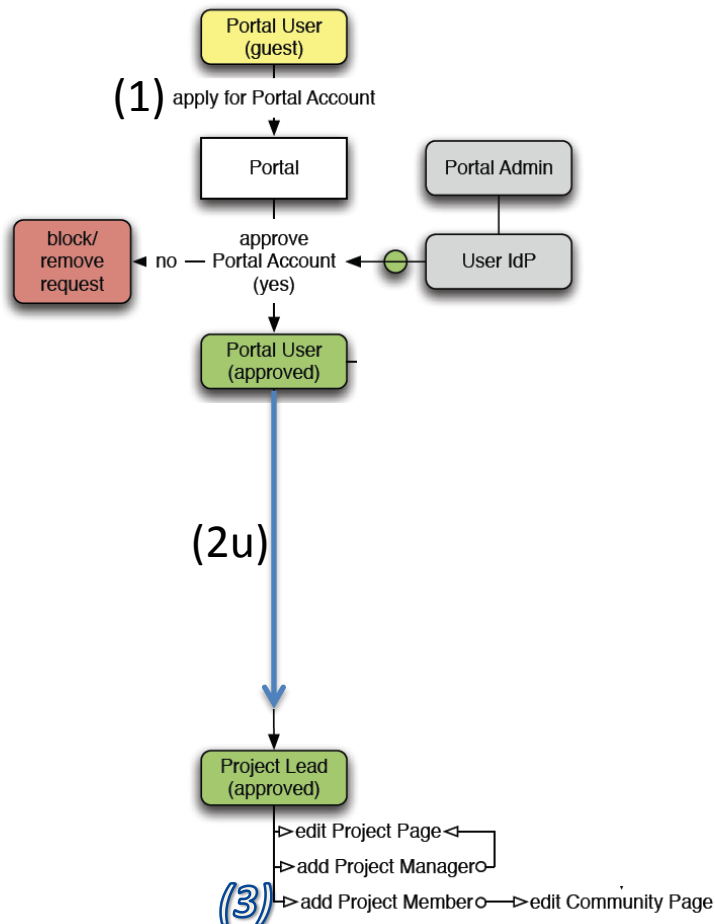 Portal User
(guest)
(1)
apply for Portal Account
Portal
Portal Admin
block/
remove
request
no
approve
Portal Account
(yes)
User IdP
Portal User
(approved)
(2u)
Project Lead
(approved)
edit Project Page
add Project Manager
(3)
add Project Member
edit Community Page